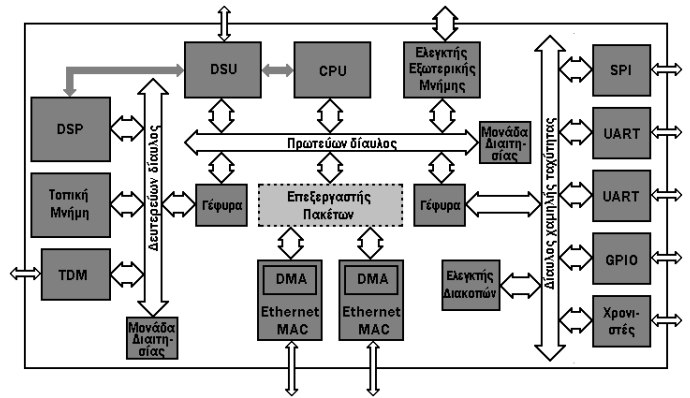 DSU
CPU
Ελεγκτής
Εξωτερικής
Μνήμης
SPI
DSP
Πρωτεύων δίαυλος
Μονάδα
Διαιτη-
σίας
UART
Τοπική
Μνήμη
Δευτερεύων δίαυλος
Γέφυρα
Επεξεργαστής
Πακέτων
Γέφυρα
Δίαυλος χαμηλής ταχύτητας
UART
TDM
DMA
Ethernet
MAC
DMA
Ethernet
MAC
Ελεγκτής
Διακοπών
GPIO
Μονάδα
Διαιτη-
σίας
Χρονι-
στές